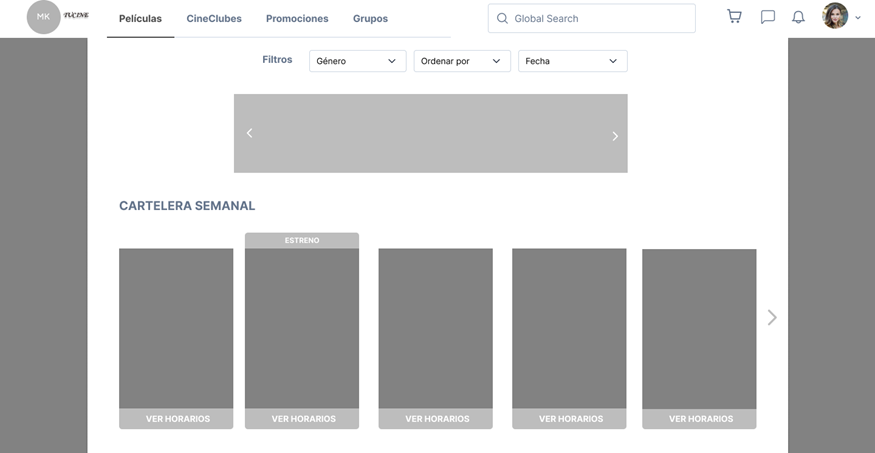 MK
TUCINE
Películas
CineClubes
Promociones
Grupos
Global Search
Filtros
Género
Ordenar por
Fecha
CARTELERA SEMANAL
ESTRENO
VER HORARIOS
VER HORARIOS
VER HORARIOS
VER HORARIOS
VER HORARIOS